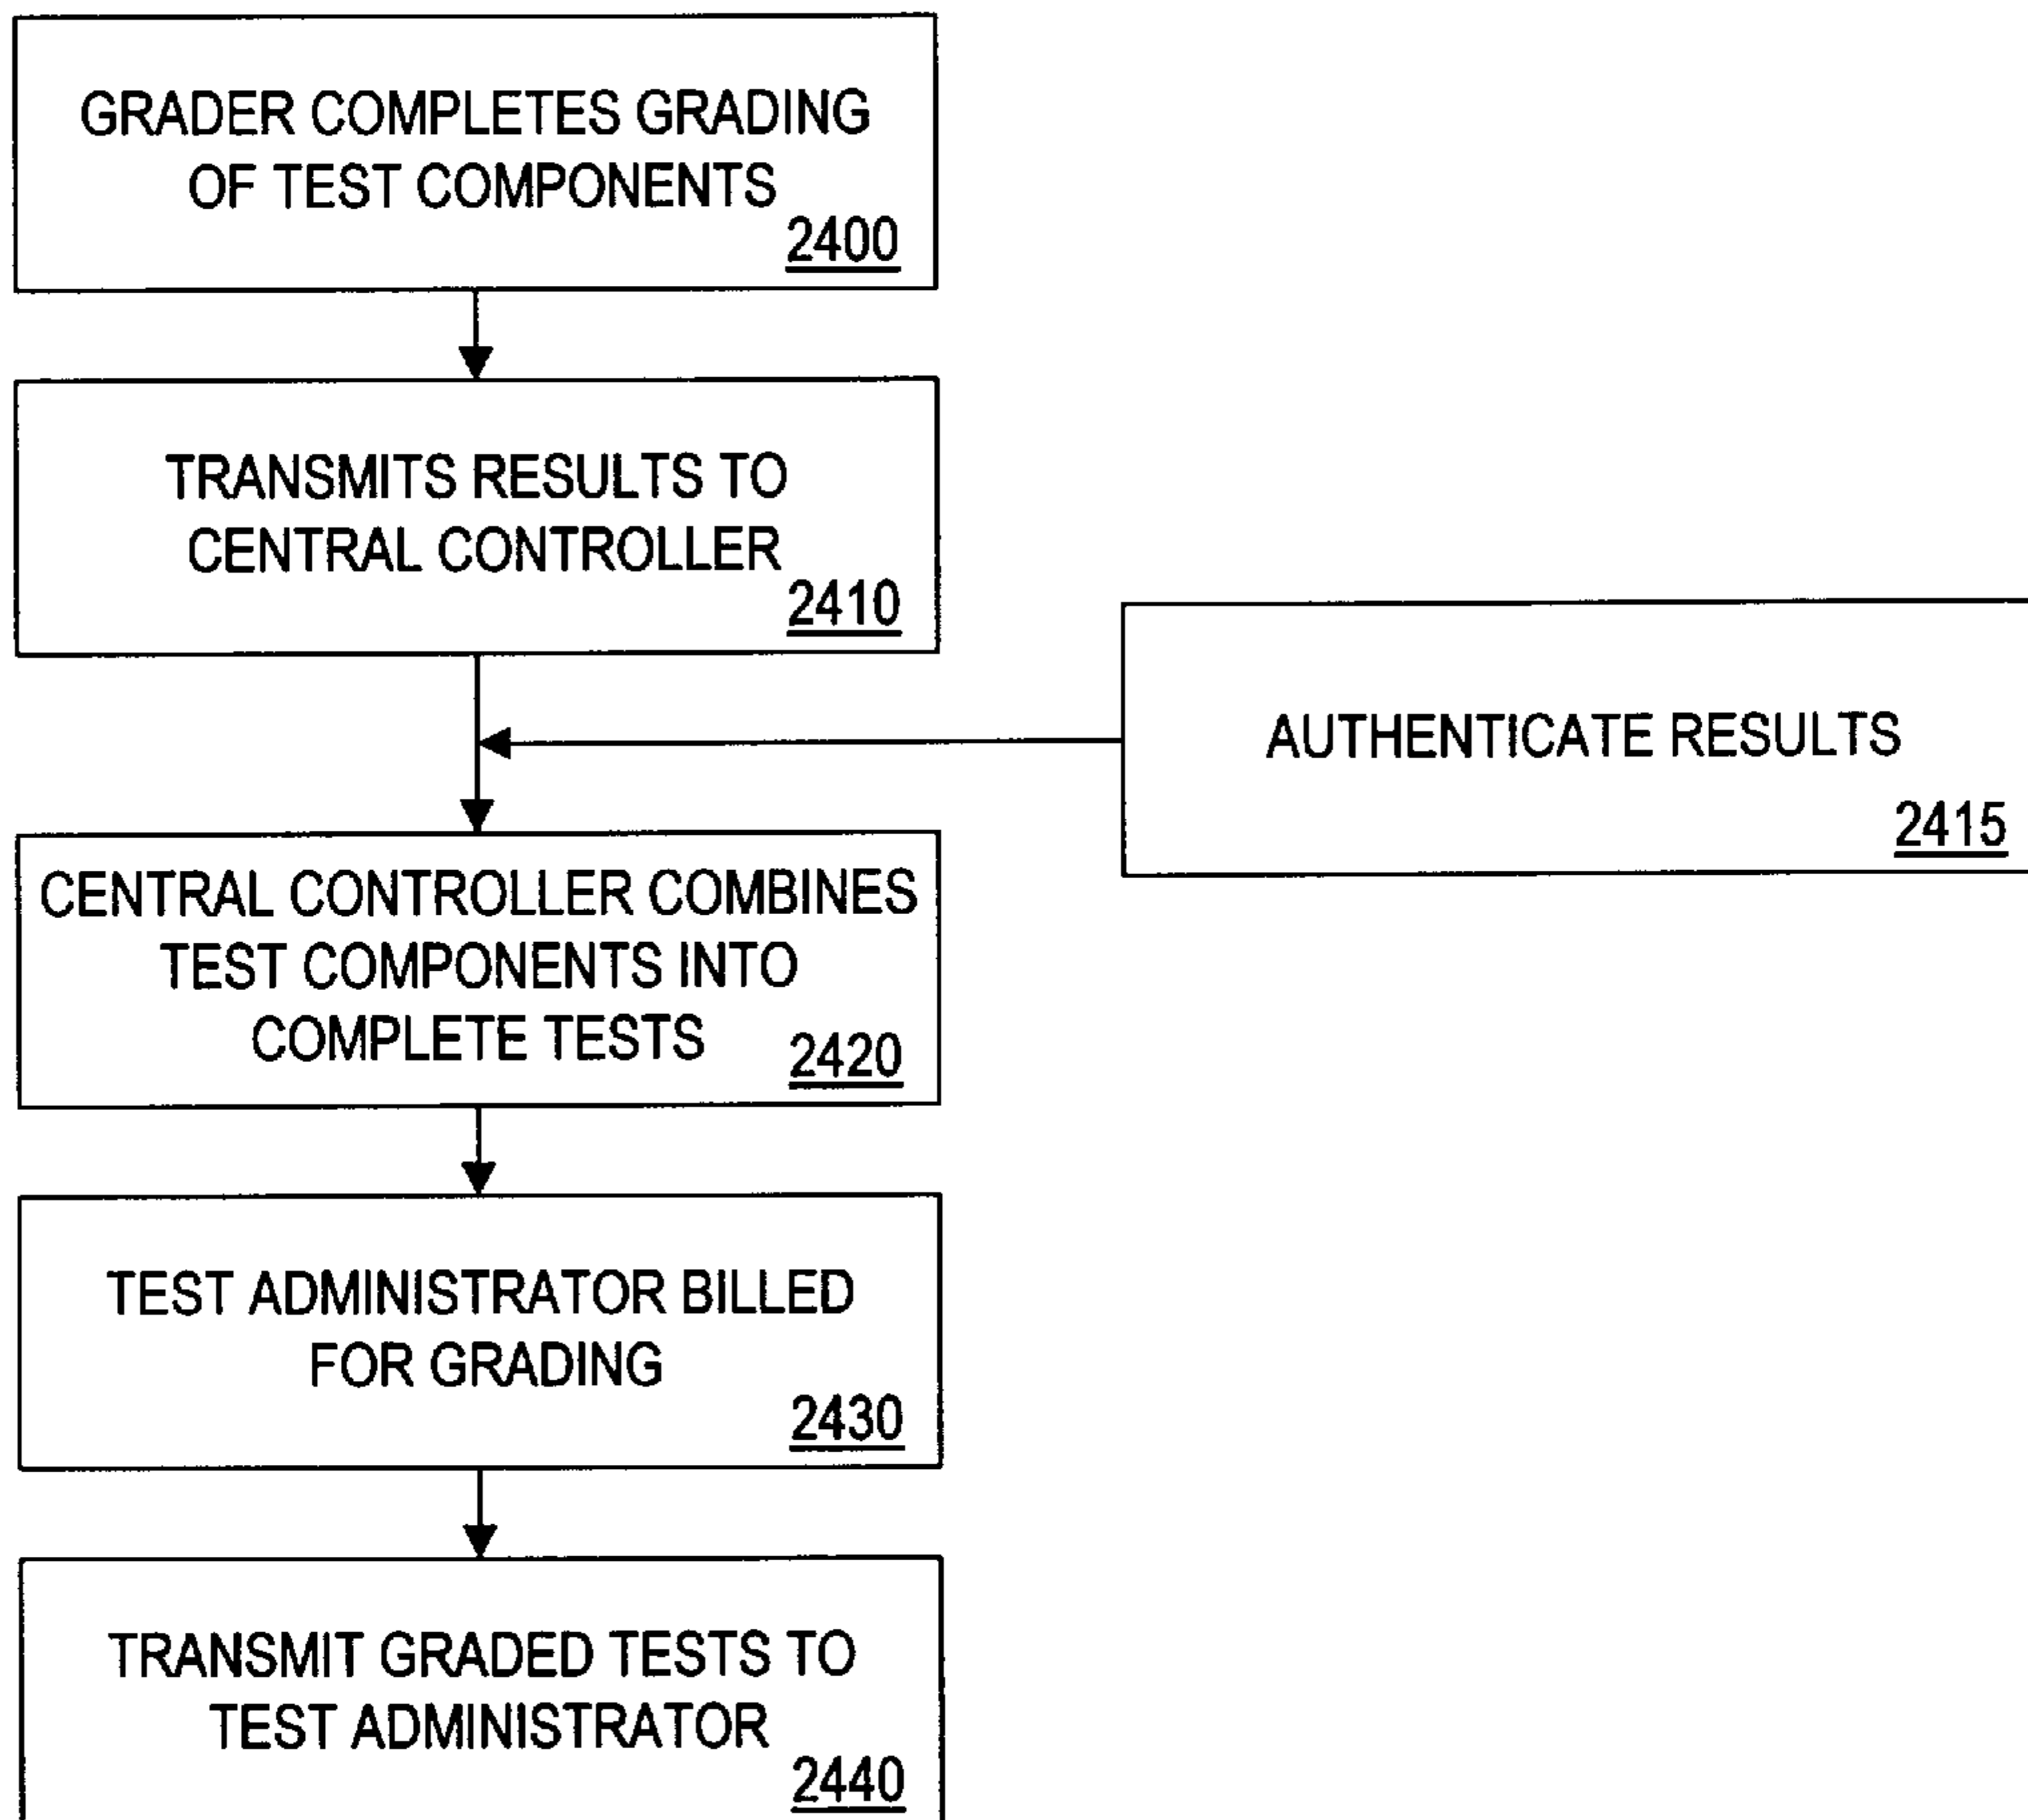 GRADER COMPLETES GRADING
OF TEST COMPONENTS
2400
TRANSMITS RESULTS TO
CENTRAL CONTROLLER
2410
AUTHENTICATE RESULTS
2415
CENTRAL CONTROLLER COMBINES
TEST COMPONENTS INTO
COMPLETE TESTS
2420
TEST ADMINISTRATOR BILLED
FOR GRADING
2430
TRANSMIT GRADED TESTS TO
TEST ADMINISTRATOR
2440